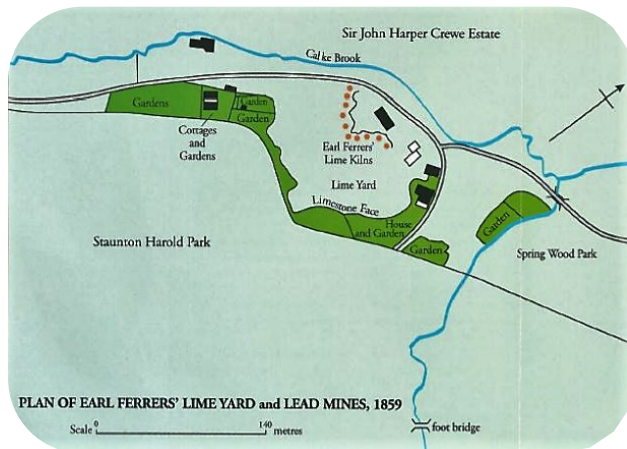 Sir John Harper Crewe Estate
Calke Brook
Gardens
Garden
Garden
Cottages
and
Gardens
Earl Ferrers'
Lime Kilns
Lime Yard
Limestone Face
House
and Garden
Garden
Garden
Staunton Harold Park
Spring Wood Park
PLAN OF EARL FERRERS' LIME YARD and LEAD MINES, 1859
Scale 0 140 metres
foot bridge